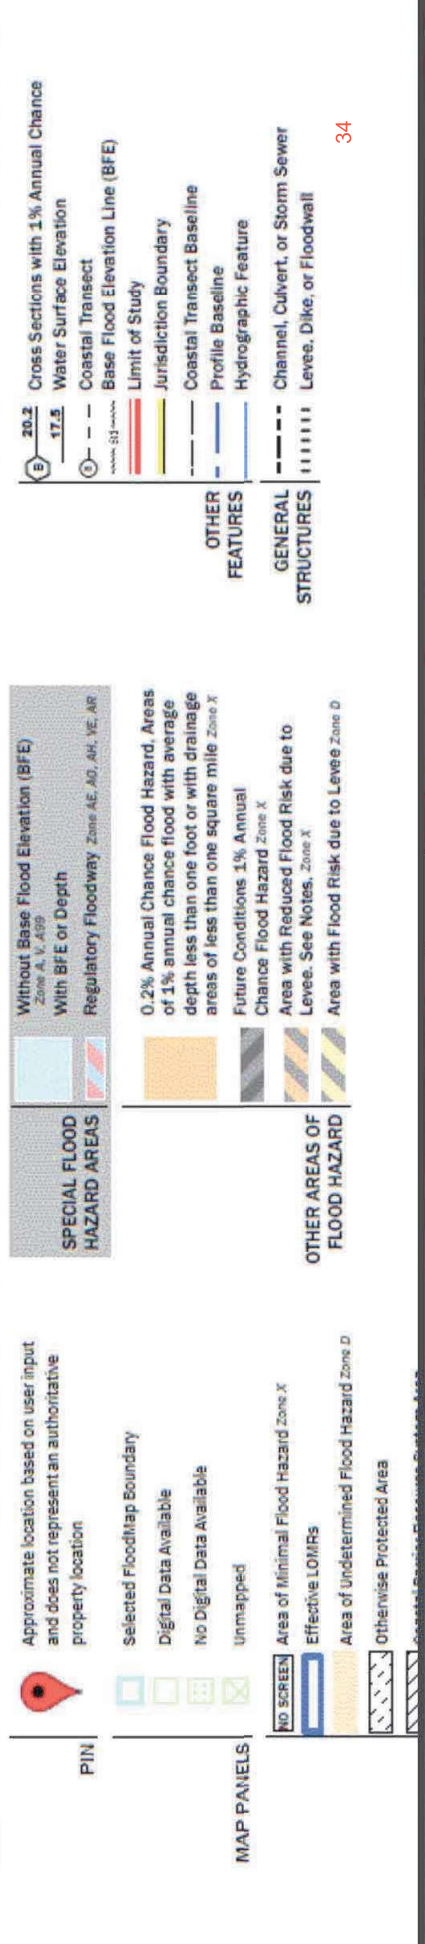 PIN
Approximate location based on user input
and does not represent an authoritative
property location
MAP PANELS
Selected FloodMap Boundary
Digital Data Available
No Digital Data Available
Unmapped
NO SCREEN Area of Minimal Flood Hazard Zone X
Effective LOMRs
Area of Undetermined Flood Hazard Zone D
Otherwise Protected Area
SPECIAL FLOOD
HAZARD AREAS
Without Base Flood Elevation (BFE)
Zone A, V, A99
With BFE or Depth
Regulatory Floodway Zone AE, AO, AH, VE, AR
0.2% Annual Chance Flood Hazard, Areas
of 1% annual chance flood with average
depth less than one foot or with drainage
areas of less than one square mile Zone X
Future Conditions 1% Annual
Chance Flood Hazard Zone X
Area with Reduced Flood Risk due to
Levee. See Notes. Zone X
Area with Flood Risk due to Levee Zone D
OTHER AREAS OF
FLOOD HAZARD
B 20.2 Cross Sections with 1% Annual Chance
17.5 Water Surface Elevation
8 Coastal Transect
513 Base Flood Elevation Line (BFE)
Limit of Study
Jurisdiction Boundary
Coastal Transect Baseline
Profile Baseline
Hydrographic Feature
OTHER
FEATURES
Channel, Culvert, or Storm Sewer
Levee, Dike, or Floodwall
GENERAL
STRUCTURES
34